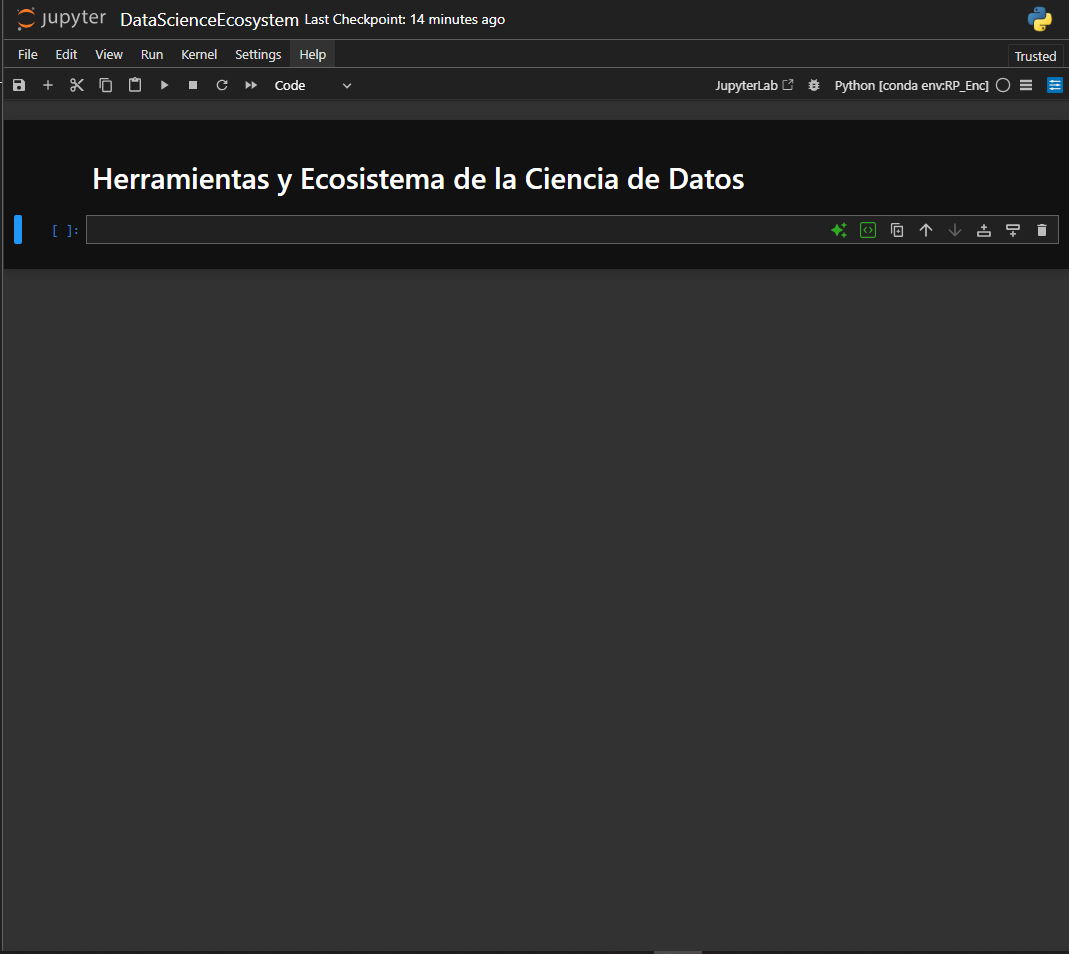 jupyter DataScienceEcosystem Last Checkpoint: 14 minutes ago
File Edit View Run Kernel Settings Help
Trusted
Code JupyterLab Python [conda env:RP_Enc]
Herramientas y Ecosistema de la Ciencia de Datos
[ ]: